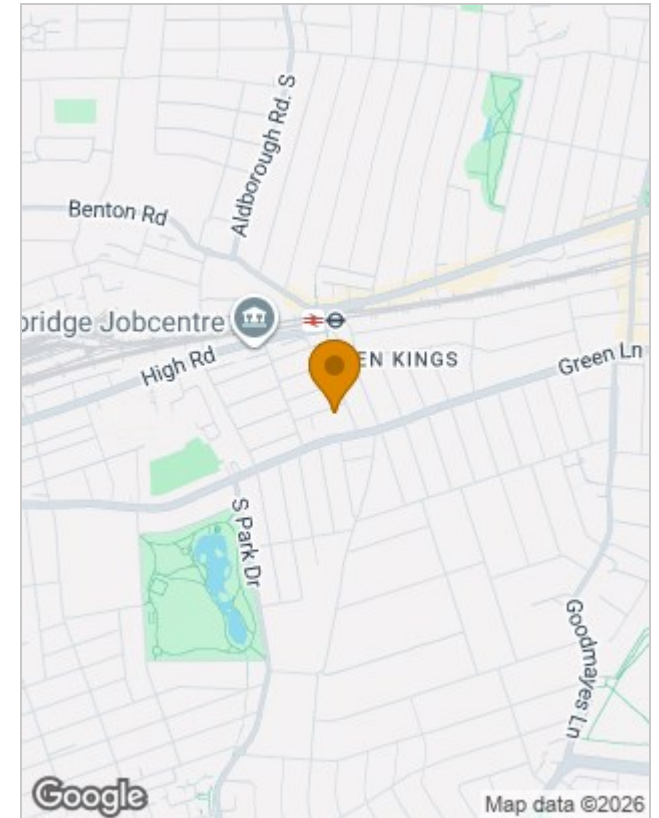 Aldborough Rd. S
Benton Rd
bridge Jobcentre
High Rd
EN KINGS
Green Ln
S Park Dr
Goodmayes Ln
Google
Map data ©2026